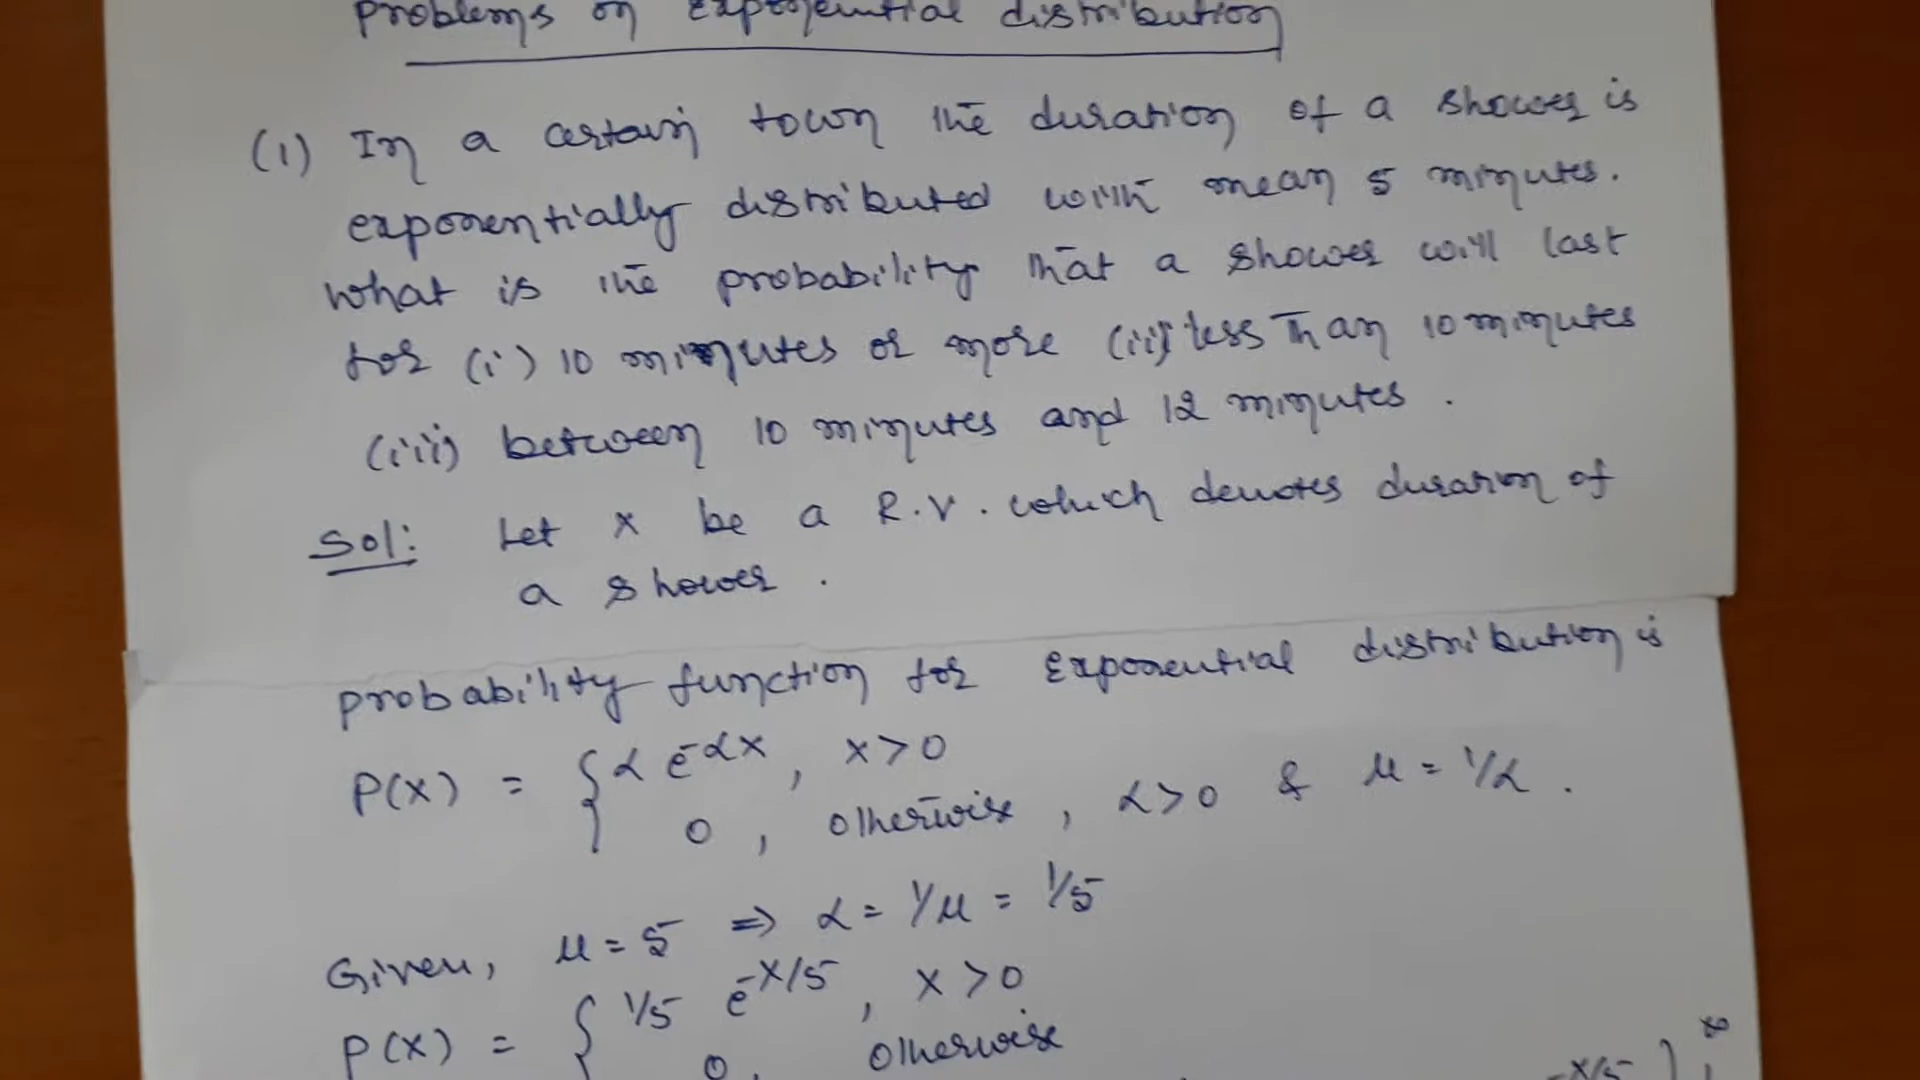 problems on exponential distribution
(1) In a certain town the duration of a shower is
exponentially distributed with mean 5 minutes.
what is the probability that a shower will last
for (i) 10 minutes or more (ii) less than 10 minutes
(iii) between 10 minutes and 12 minutes.
Sol: Let x be a R.V. which denotes duration of
a shower.
probability function for Exponential distribution is
P(x) = { α e^-αx , x>0
0 , otherwise , α>0 & μ = 1/α .
Given, μ = 5 ⇒ α = 1/μ = 1/5
P(x) = { 1/5 e^-x/5 , x>0
0, otherwise
-x/5 ] ∞